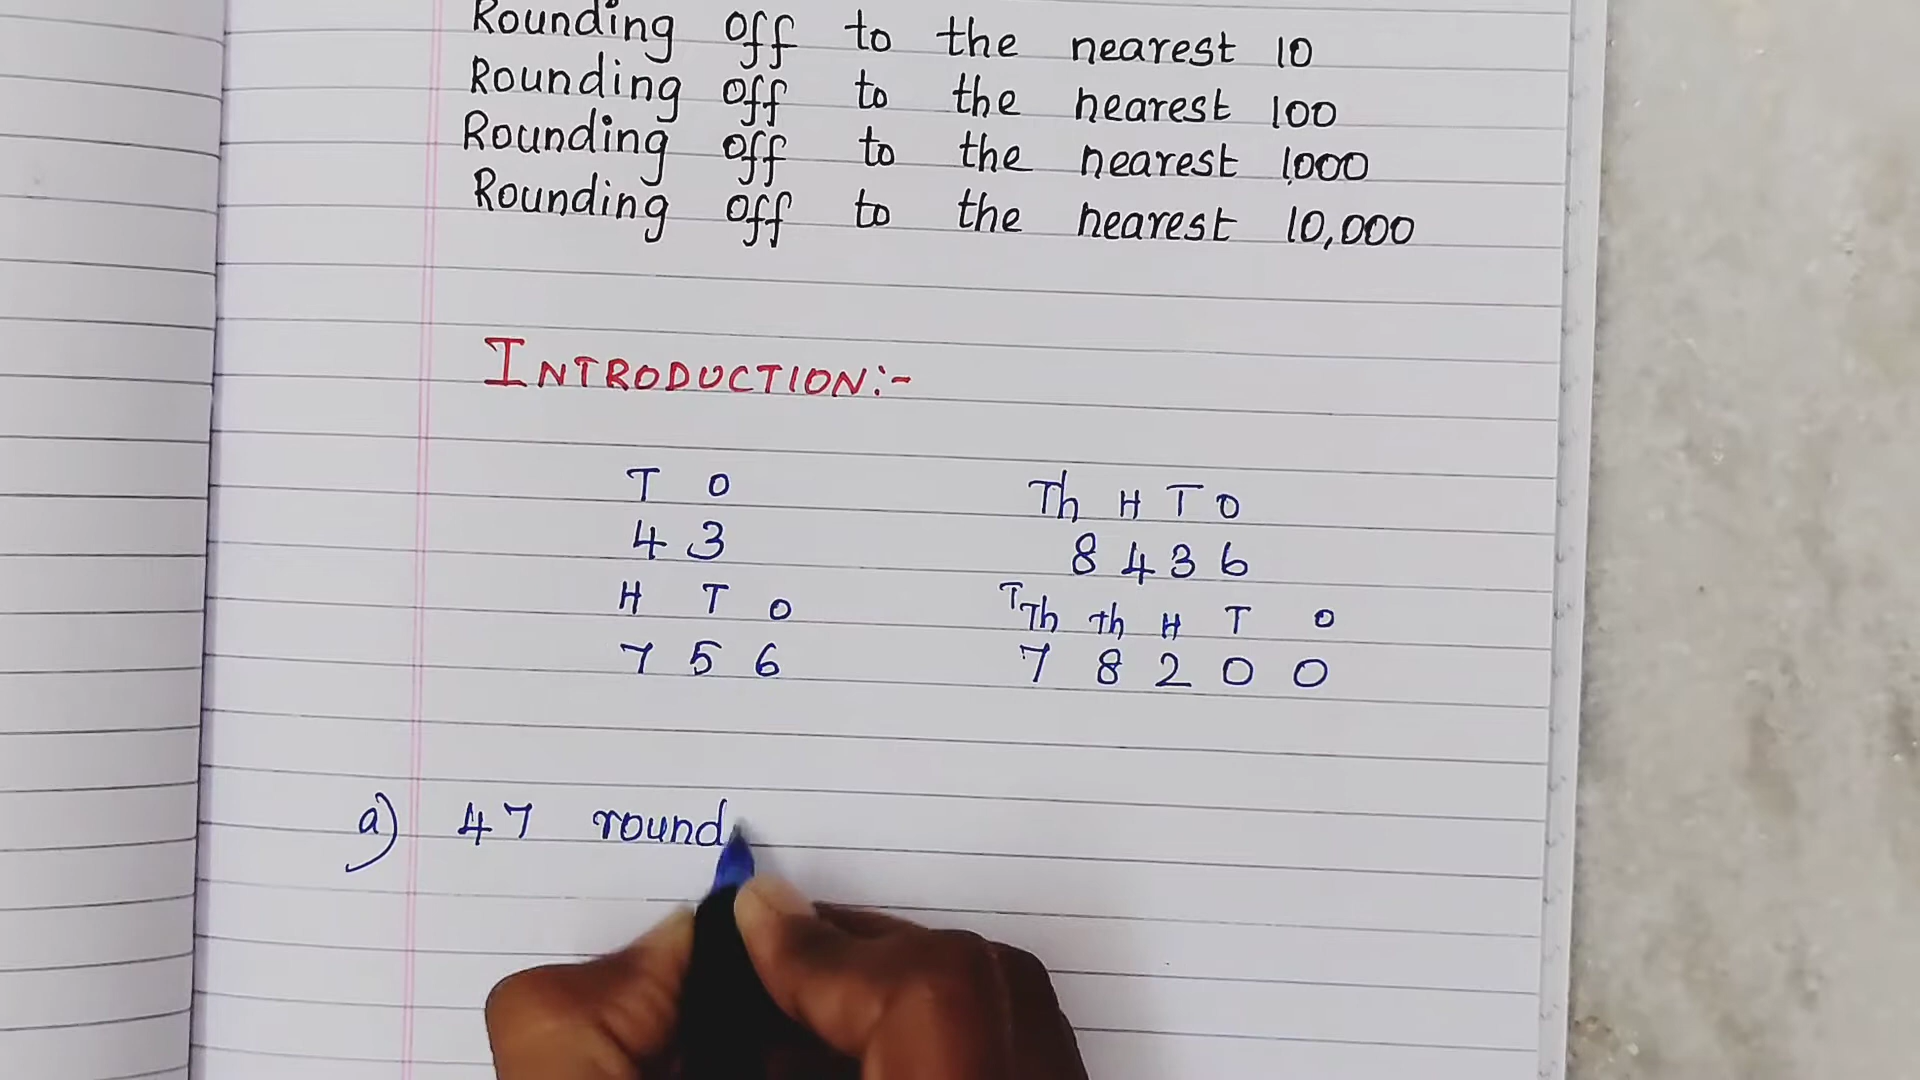 Rounding off to the nearest 10
Rounding off to the nearest 100
Rounding off to the nearest 1,000
Rounding off to the nearest 10,000
INTRODUCTION:-
T O
4 3
H T O
7 5 6
Th H T O
8 4 3 6
TTh th H T O
7 8 2 0 0
a) 47 round